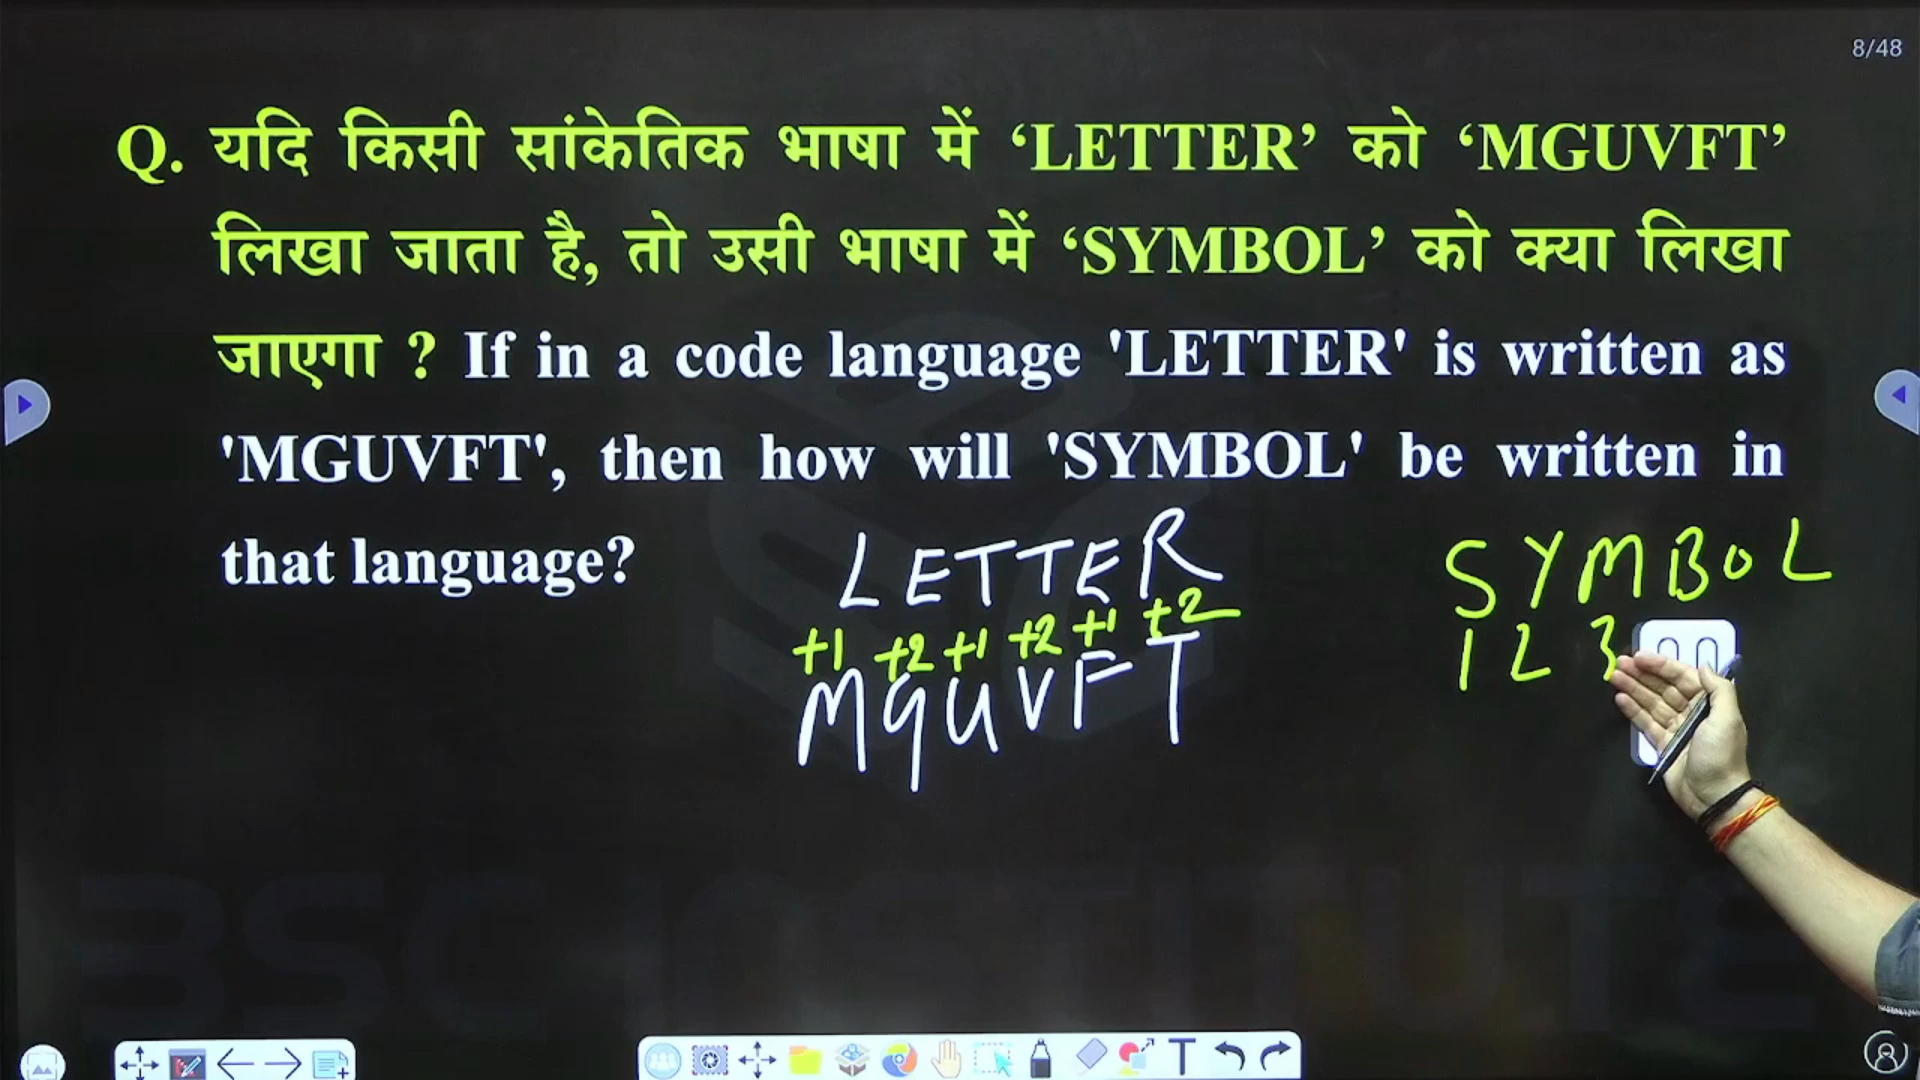 8/48
Q. यदि किसी सांकेतिक भाषा में ‘LETTER’ को ‘MGUVFT’
लिखा जाता है, तो उसी भाषा में ‘SYMBOL’ को क्या लिखा
जाएगा ? If in a code language 'LETTER' is written as
'MGUVFT', then how will 'SYMBOL' be written in
that language?
LETTER
+1 +2 +1 +2 +1 +2
MGUVFT
SYMBOL
1 2 3
BSC INSTITUTE
T